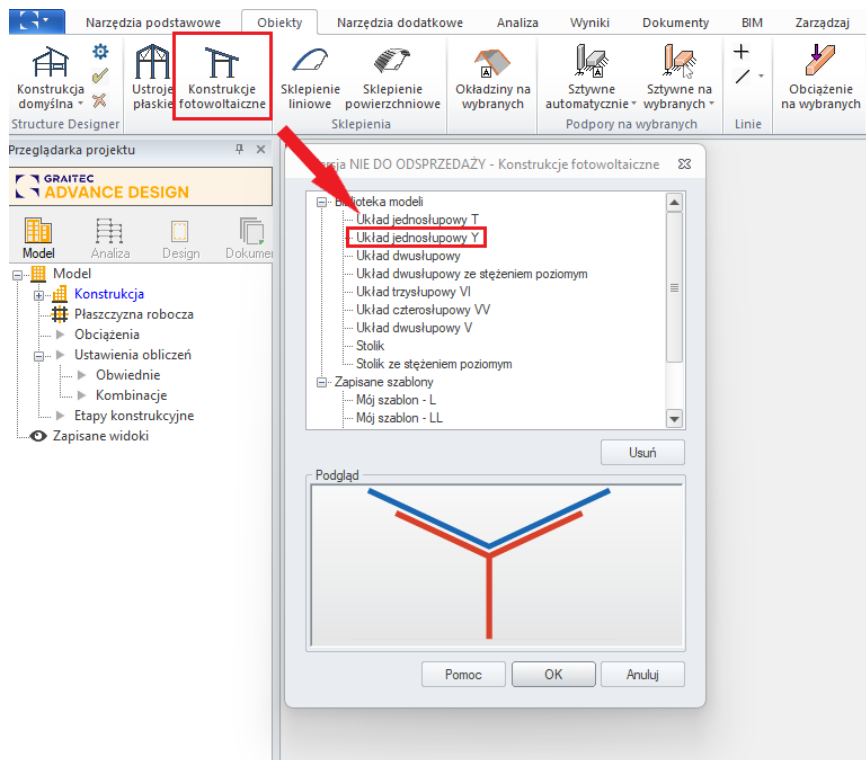 Narzędzia podstawowe Obiekty Narzędzia dodatkowe Analiza Wyniki Dokumenty BIM Zarządzaj
Konstrukcja domyślna
Ustroje płaskie
Konstrukcje fotowoltaiczne
Sklepienie liniowe
Sklepienie powierzchniowe
Okładziny na wybranych
Sztywne automatycznie
Sztywne na wybranych
Obciążenie na wybranych
Structure Designer Sklepienia Podpory na wybranych Linie
Przeglądarka projektu
GRAITEC
ADVANCE DESIGN
Model Analiza Design
Model
Konstrukcja
Płaszczyzna robocza
Obciążenia
Ustawienia obliczeń
Obwiednie
Kombinacje
Etapy konstrukcyjne
Zapisane widoki
NIE DO ODSPRZEDAŻY - Konstrukcje fotowoltaiczne
Biblioteka modeli
Układ jednosłupowy T
Układ jednosłupowy Y
Układ dwusłupowy
Układ dwusłupowy ze stężeniem poziomym
Układ trzysłupowy VI
Układ czterosłupowy VV
Układ dwusłupowy V
Stolik
Stolik ze stężeniem poziomym
Zapisane szablony
Mój szablon - L
Mój szablon - LL
Usuń
Podgląd
Pomoc OK Anuluj